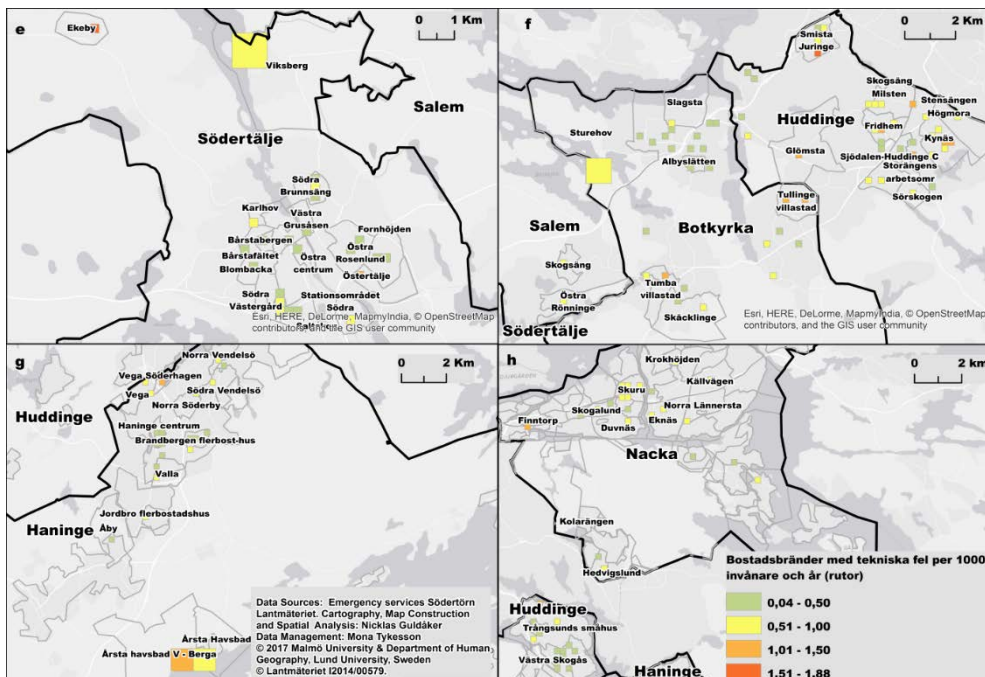 e
0 1 Km
Ekeby
Viksberg
Salem
Södertälje
Södra
Brunnsäng
Karlhov
Västra
Grusåsen
Fornhöjden
Bårstabergen
Östra
Rosenlund
Bårstafältet
Östra
centrum
Blombacka
Östertälje
Södra
Västergård
Stationsområdet
Södra
Esri, HERE, DeLorme, MapmyIndia, © OpenStreetMap
contributors, and the GIS user community
f
0 2 Km
Smista
Juringe
Skogsäng
Milsten
Stensängen
Högmora
Slagsta
Huddinge
Fridhem
Kynäs
Sturehov
Glömsta
Albyslätten
Sjödalen-Huddinge C
Storängens
arbetsomr
Sörskogen
Tullinge
villastad
Salem
Botkyrka
Skogsäng
Tumba
villastad
Östra
Rönninge
Skäcklinge
Södertälje
Esri, HERE, DeLorme, MapmyIndia, © OpenStreetMap
contributors, and the GIS user community
g
0 2 Km
Norra Vendelsö
Vega Söderhagen
Vega
Södra Vendelsö
Huddinge
Norra Söderby
Haninge centrum
Brandbergen flerbost-hus
Valla
Haninge
Jordbro flerbostadshus
Åby
Årsta Havsbad
Årsta havsbad V - Berga
Data Sources: Emergency services Södertörn
Lantmäteriet. Cartography, Map Construction
and Spatial Analysis: Nicklas Guldåker
Data Management: Mona Tykesson
© 2017 Malmö University & Department of Human
Geography, Lund University, Sweden
© Lantmäteriet I2014/00579.
h
0 2 Km
Krokhöjden
Källvägen
Skuru
Skogalund
Norra Lännersta
Finntorp
Eknäs
Duvnäs
Nacka
Kolarängen
Hedvigslund
Huddinge
Trångsunds småhus
Västra Skogås
Haninge
Bostadsbränder med tekniska fel per 1000
invånare och år (rutor)
0,04 - 0,50
0,51 - 1,00
1,01 - 1,50
1,51 - 1,88